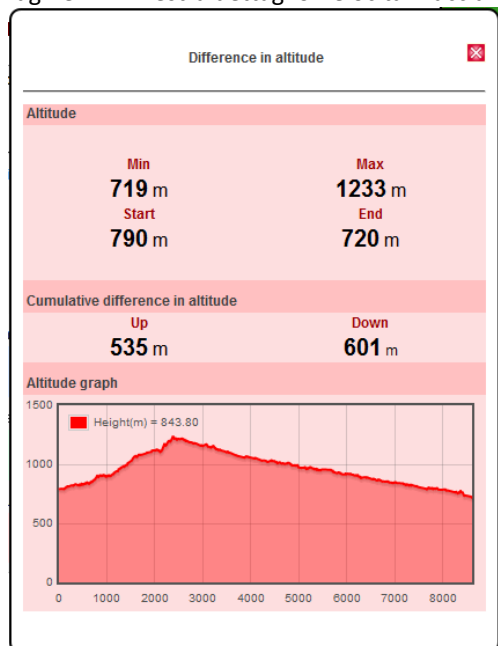 Difference in altitude
Altitude
Min Max
719 m 1233 m
Start End
790 m 720 m
Cumulative difference in altitude
Up Down
535 m 601 m
Altitude graph
1500
Height(m) = 843.80
1000
500
0
0 1000 2000 3000 4000 5000 6000 7000 8000